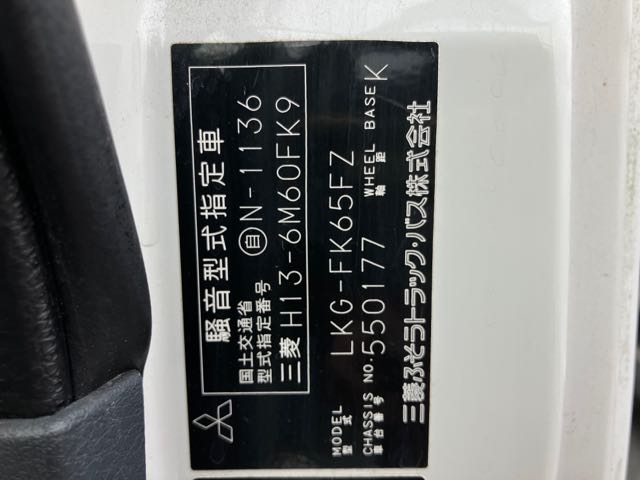 騒音型式指定車
国土交通省
型式指定番号 自N-1136
三菱 H13-6M60FK9
MODEL
型式 LKG-FK65FZ
CHASSIS NO. 550177 WHEEL BASE K
車台番号 軸距
三菱ふそうトラック・バス株式会社